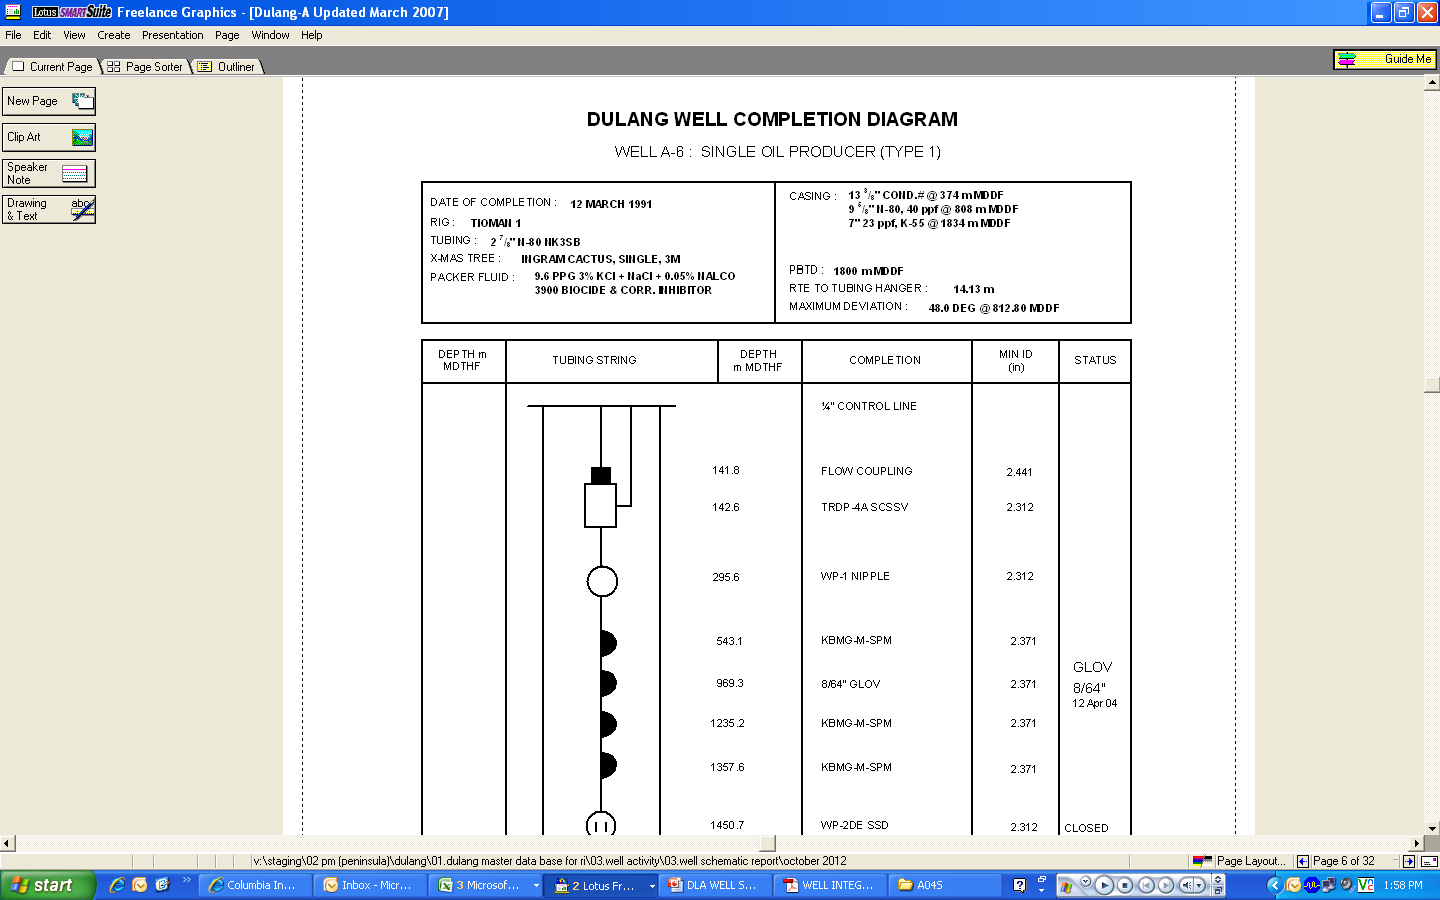 Lotus SMARTSuite Freelance Graphics - [Dulang-A Updated March 2007]
File Edit View Create Presentation Page Window Help
Current Page Page Sorter Outliner Guide Me
New Page
Clip Art
Speaker
Note
Drawing
& Text
abc
DULANG WELL COMPLETION DIAGRAM
WELL A-6 : SINGLE OIL PRODUCER (TYPE 1)
DATE OF COMPLETION : 12 MARCH 1991
RIG : TIOMAN 1
TUBING : 2 7/8" N-80 NK3SB
X-MAS TREE : INGRAM CACTUS, SINGLE, 3M
PACKER FLUID : 9.6 PPG 3% KCl + NaCl + 0.05% NALCO
3900 BIOCIDE & CORR. INHIBITOR
CASING : 13 3/8" COND.# @ 374 mMDDF
9 5/8" N-80, 40 ppf @ 808 m MDDF
7" 23 ppf, K-55 @ 1834 m MDDF
PBTD : 1800 mMDDF
RTE TO TUBING HANGER : 14.13 m
MAXIMUM DEVIATION : 48.0 DEG @ 812.80 MDDF
DEPTH m
MDTHF
TUBING STRING
DEPTH
m MDTHF
COMPLETION
MIN ID
(in)
STATUS
¼" CONTROL LINE
141.8 FLOW COUPLING 2.441
142.6 TRDP-4A SCSSV 2.312
295.6 WP-1 NIPPLE 2.312
543.1 KBMG-M-SPM 2.371
969.3 8/64" GLOV 2.371
GLOV
8/64"
12 Apr 04
1235.2 KBMG-M-SPM 2.371
1357.6 KBMG-M-SPM 2.371
1450.7 WP-2DE SSD 2.312 CLOSED
v:\staging\02 pm (peninsula)\dulang\01.dulang master data base for ri\03.well activity\03.well schematic report\october 2012 Page Layout... Page 6 of 32
start Columbia In... Inbox - Micr... 3 Microsof... 2 Lotus Fr... DLA WELL S... WELL INTEG... A04S 1:58 PM